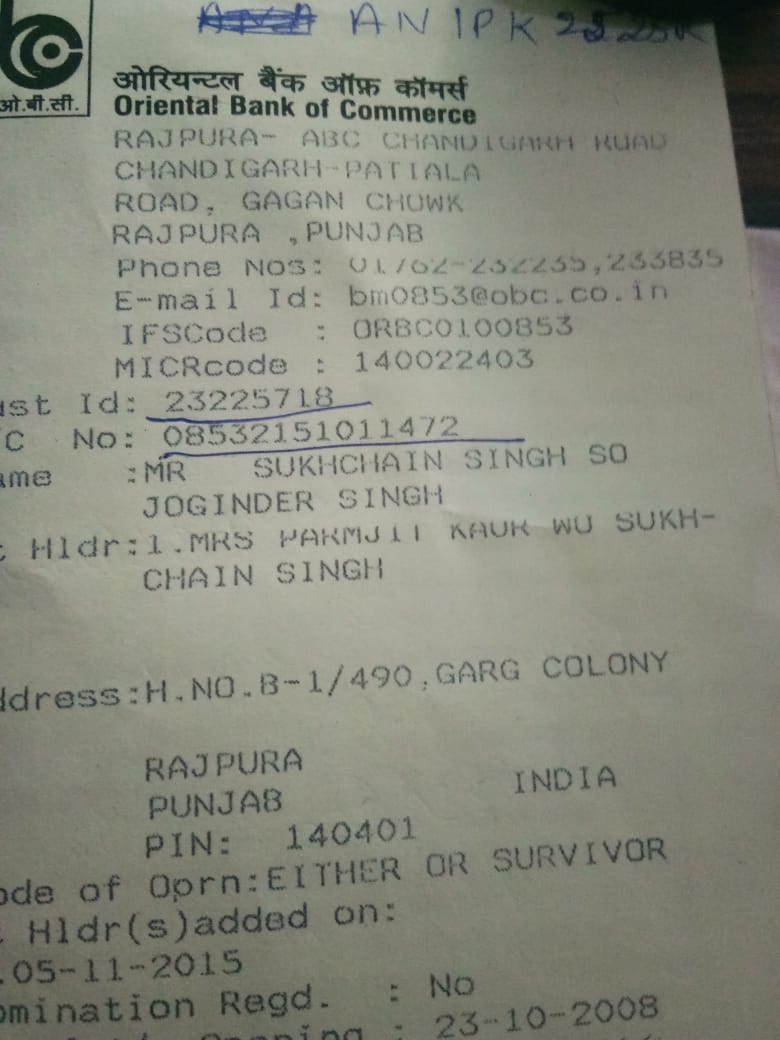 AN IPK
ओ.बी.सी.
ओरियन्टल बैंक ऑफ़ कॉमर्स
Oriental Bank of Commerce
RAJPURA- ABC CHANDIGARH ROAD
CHANDIGARH-PATIALA
ROAD, GAGAN CHOWK
RAJPURA ,PUNJAB
Phone Nos: 01762-232235,233835
E-mail Id: bm0853@obc.co.in
IFSCode : ORBC0100853
MICRcode : 140022403
ust Id: 23225718
C No: 08532151011472
ame :MR SUKHCHAIN SINGH SO
JOGINDER SINGH
t Hldr:1.MRS PARMJIT KAUR WO SUKH-
CHAIN SINGH
ddress:H.NO.B-1/490,GARG COLONY
RAJPURA
PUNJAB INDIA
PIN: 140401
ode of Oprn:EITHER OR SURVIVOR
t Hldr(s)added on:
.05-11-2015
omination Regd. : No
Opening : 23-10-2008